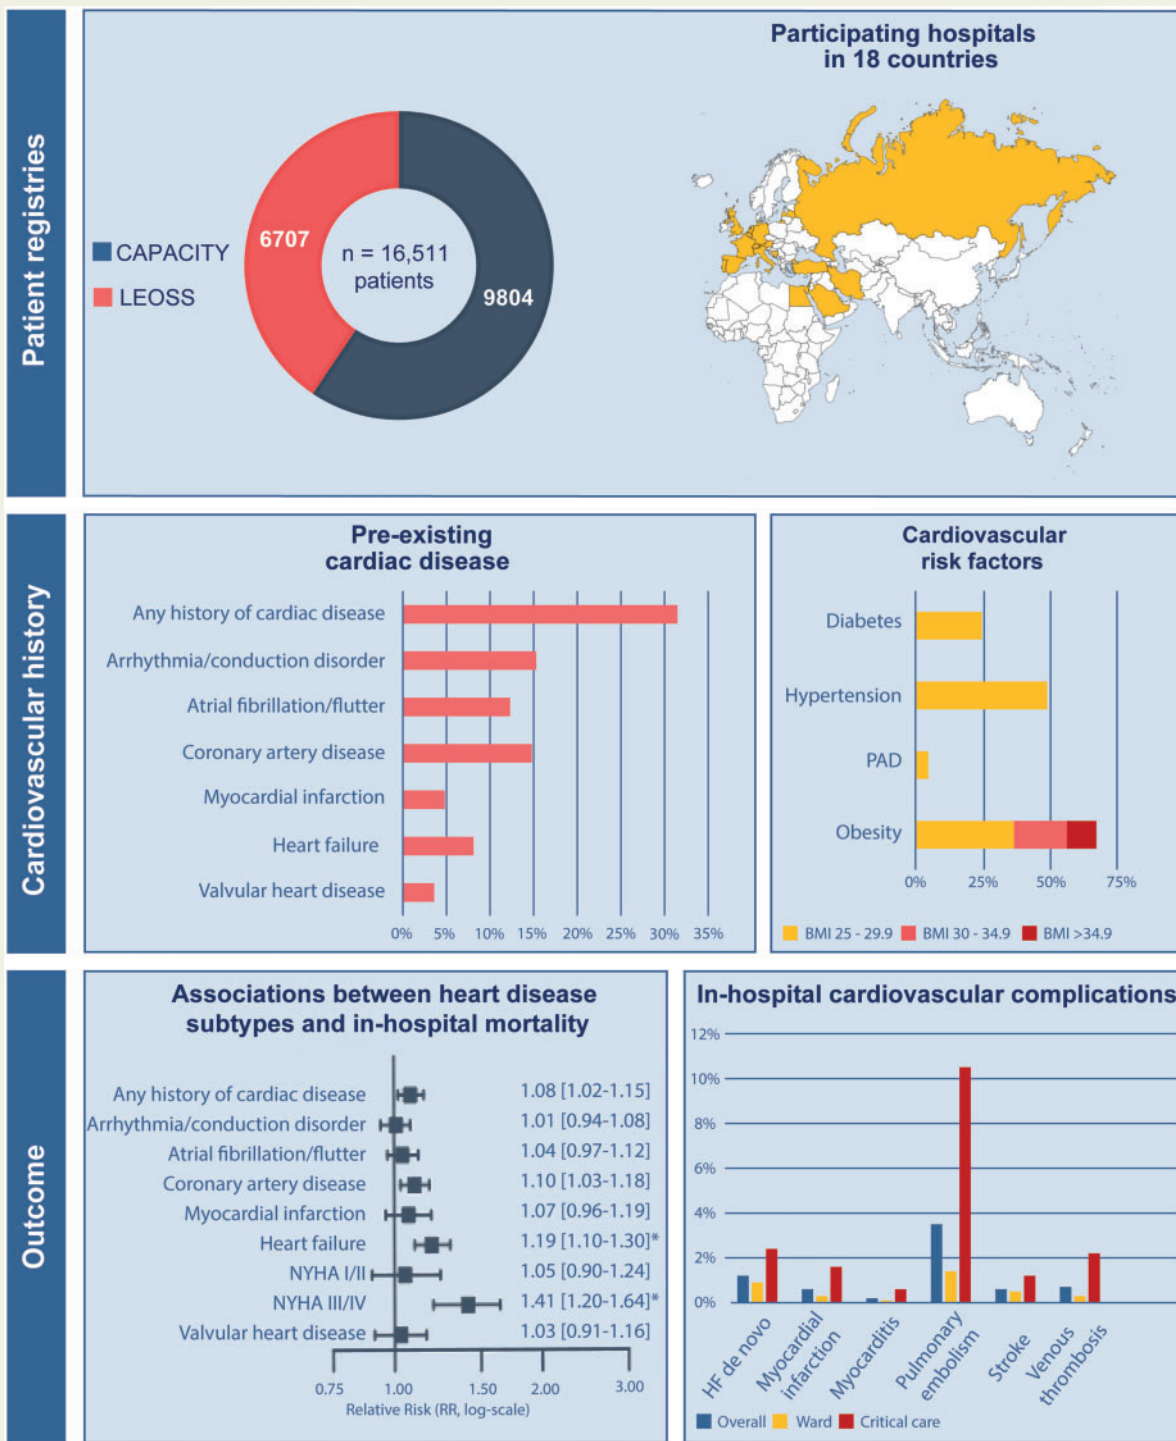 Patient registries
CAPACITY
LEOSS
6707
n = 16,511
patients
9804
Participating hospitals
in 18 countries
Cardiovascular history
Pre-existing
cardiac disease
Any history of cardiac disease
Arrhythmia/conduction disorder
Atrial fibrillation/flutter
Coronary artery disease
Myocardial infarction
Heart failure
Valvular heart disease
0% 5% 10% 15% 20% 25% 30% 35%
Cardiovascular
risk factors
Diabetes
Hypertension
PAD
Obesity
0% 25% 50% 75%
BMI 25 - 29.9 BMI 30 - 34.9 BMI >34.9
Outcome
Associations between heart disease
subtypes and in-hospital mortality
Any history of cardiac disease 1.08 [1.02-1.15]
Arrhythmia/conduction disorder 1.01 [0.94-1.08]
Atrial fibrillation/flutter 1.04 [0.97-1.12]
Coronary artery disease 1.10 [1.03-1.18]
Myocardial infarction 1.07 [0.96-1.19]
Heart failure 1.19 [1.10-1.30]*
NYHA I/II 1.05 [0.90-1.24]
NYHA III/IV 1.41 [1.20-1.64]*
Valvular heart disease 1.03 [0.91-1.16]
0.75 1.00 1.50 2.00 3.00
Relative Risk (RR, log-scale)
In-hospital cardiovascular complications
12%
10%
8%
6%
4%
2%
0%
HF de novo
Myocardial
infarction
Myocarditis
Pulmonary
embolism
Stroke
Venous
thrombosis
Overall Ward Critical care